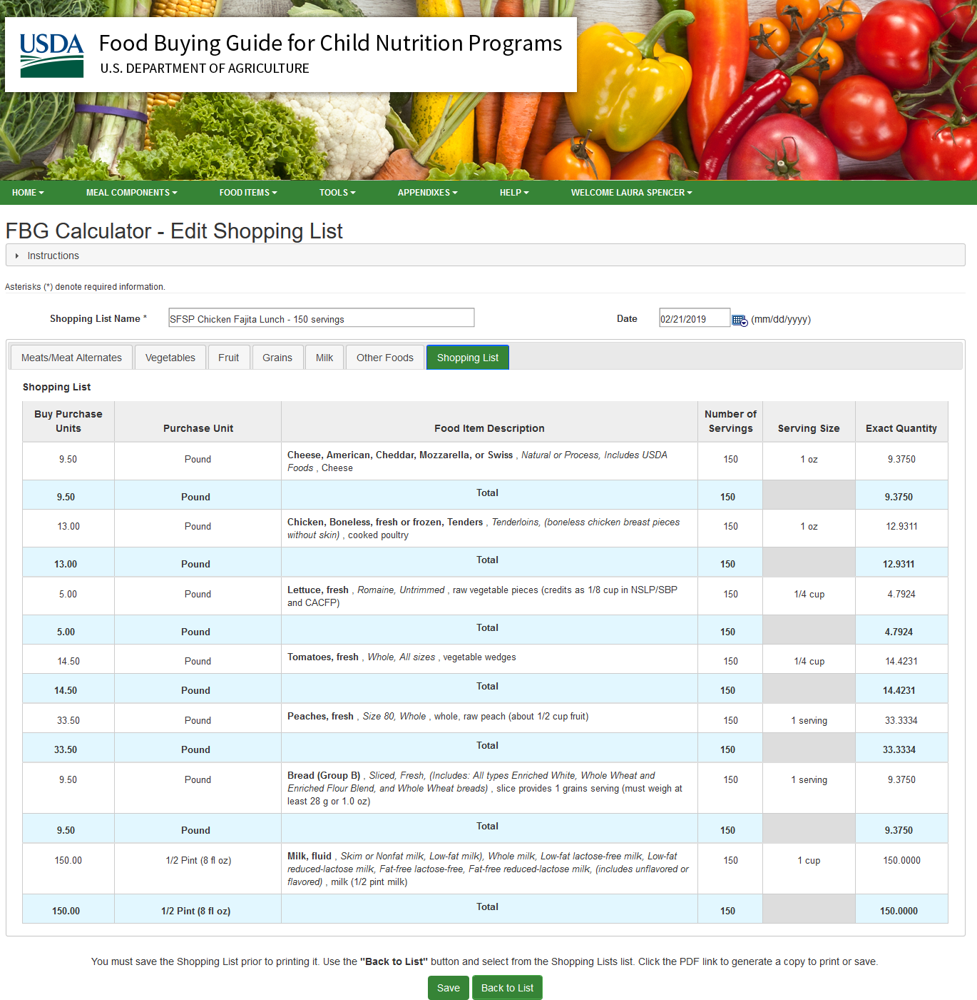 USDA
Food Buying Guide for Child Nutrition Programs
U.S. DEPARTMENT OF AGRICULTURE
HOME MEAL COMPONENTS FOOD ITEMS TOOLS APPENDIXES HELP WELCOME LAURA SPENCER
FBG Calculator - Edit Shopping List
Instructions
Asterisks (*) denote required information.
Shopping List Name * SFSP Chicken Fajita Lunch - 150 servings Date 02/21/2019 (mm/dd/yyyy)
Meats/Meat Alternates Vegetables Fruit Grains Milk Other Foods Shopping List
Shopping List
Buy Purchase Units Purchase Unit Food Item Description Number of Servings Serving Size Exact Quantity
9.50 Pound Cheese, American, Cheddar, Mozzarella, or Swiss , Natural or Process, Includes USDA
Foods , Cheese 150 1 oz 9.3750
9.50 Pound Total 150 9.3750
13.00 Pound Chicken, Boneless, fresh or frozen, Tenders , Tenderloins, (boneless chicken breast pieces
without skin) , cooked poultry 150 1 oz 12.9311
13.00 Pound Total 150 12.9311
5.00 Pound Lettuce, fresh , Romaine, Untrimmed , raw vegetable pieces (credits as 1/8 cup in NSLP/SBP
and CACFP) 150 1/4 cup 4.7924
5.00 Pound Total 150 4.7924
14.50 Pound Tomatoes, fresh , Whole, All sizes , vegetable wedges 150 1/4 cup 14.4231
14.50 Pound Total 150 14.4231
33.50 Pound Peaches, fresh , Size 80, Whole , whole, raw peach (about 1/2 cup fruit) 150 1 serving 33.3334
33.50 Pound Total 150 33.3334
9.50 Pound Bread (Group B) , Sliced, Fresh, (Includes: All types Enriched White, Whole Wheat and
Enriched Flour Blend, and Whole Wheat breads) , slice provides 1 grains serving (must weigh at
least 28 g or 1.0 oz) 150 1 serving 9.3750
9.50 Pound Total 150 9.3750
150.00 1/2 Pint (8 fl oz) Milk, fluid , Skim or Nonfat milk, Low-fat milk), Whole milk, Low-fat lactose-free milk, Low-fat
reduced-lactose milk, Fat-free lactose-free, Fat-free reduced-lactose milk, (includes unflavored or
flavored) , milk (1/2 pint milk) 150 1 cup 150.0000
150.00 1/2 Pint (8 fl oz) Total 150 150.0000
You must save the Shopping List prior to printing it. Use the "Back to List" button and select from the Shopping Lists list. Click the PDF link to generate a copy to print or save.
Save Back to List